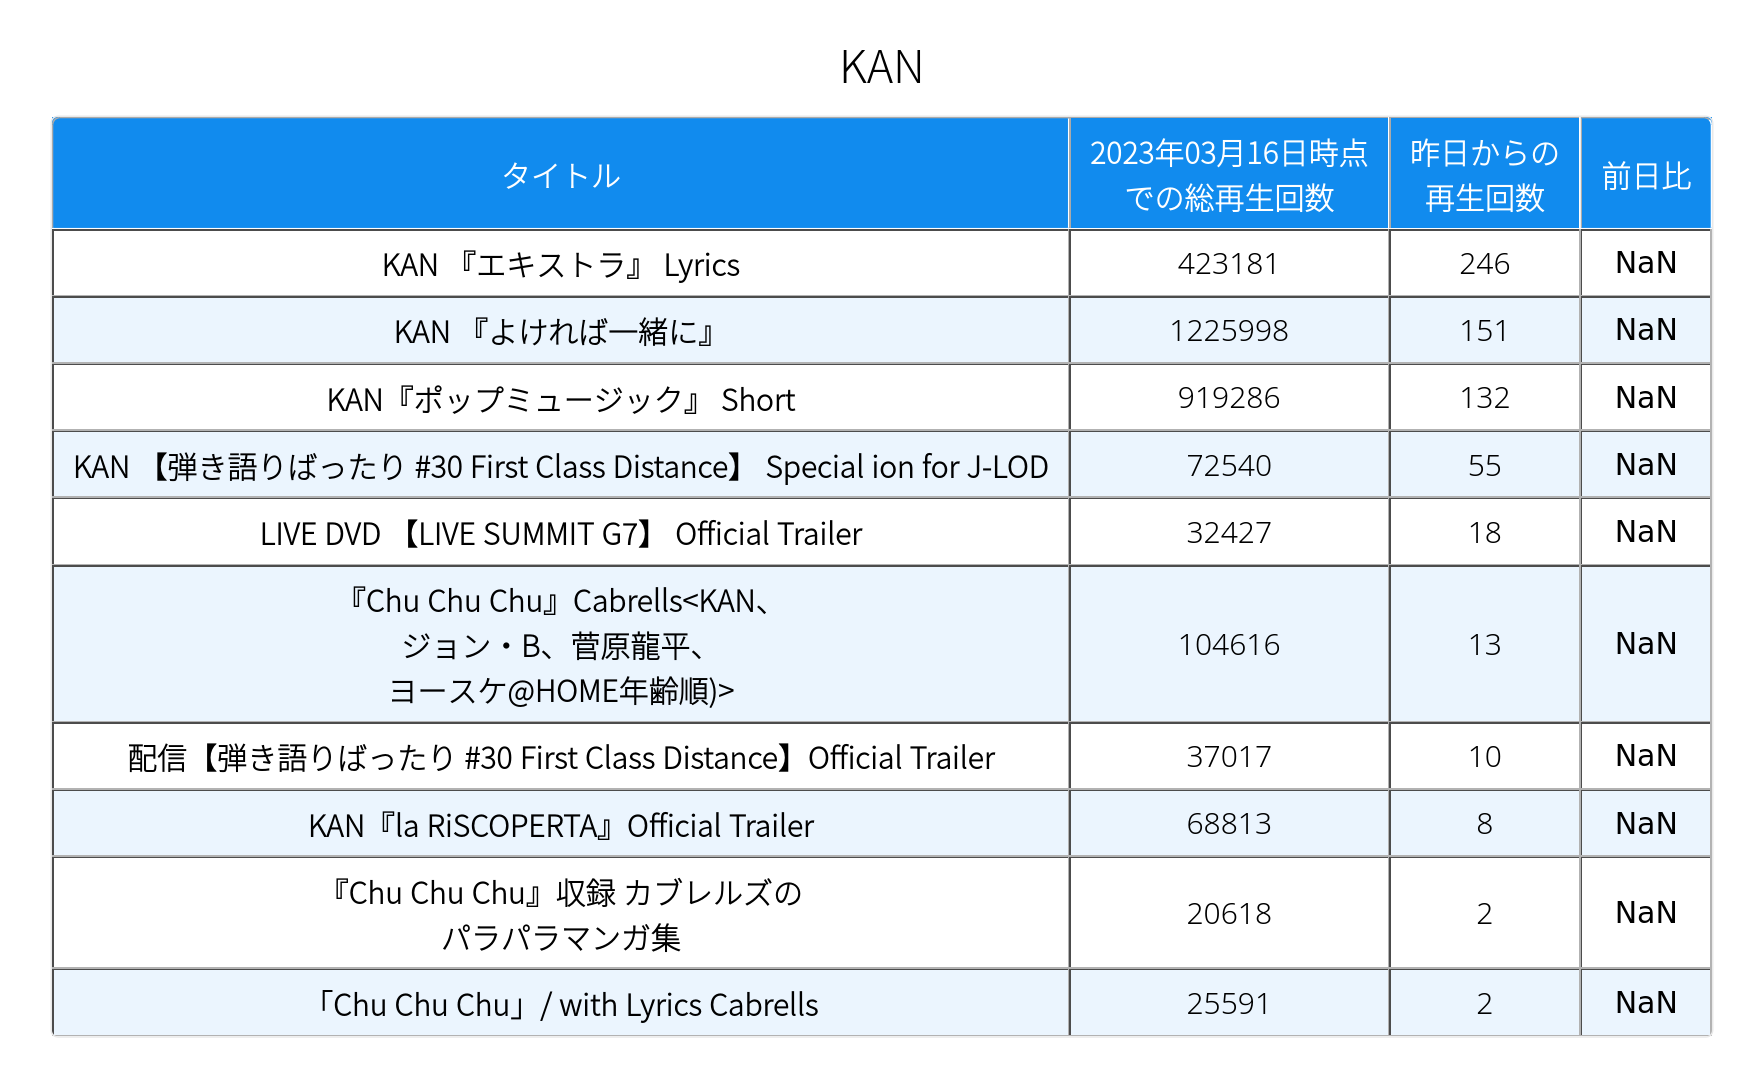 KAN
タイトル
2023年03月16日時点
での総再生回数
昨日からの
再生回数
前日比
KAN 『エキストラ』 Lyrics
423181
246
NaN
KAN 『よければ一緒に』
1225998
151
NaN
KAN『ポップミュージック』 Short
919286
132
NaN
KAN 【弾き語りばったり #30 First Class Distance】 Special ion for J-LOD
72540
55
NaN
LIVE DVD 【LIVE SUMMIT G7】 Official Trailer
32427
18
NaN
『Chu Chu Chu』Cabrells<KAN、
ジョン・B、菅原龍平、
ヨースケ@HOME年齢順)>
104616
13
NaN
配信【弾き語りばったり #30 First Class Distance】Official Trailer
37017
10
NaN
KAN『la RiSCOPERTA』Official Trailer
68813
8
NaN
『Chu Chu Chu』収録 カブレルズの
パラパラマンガ集
20618
2
NaN
「Chu Chu Chu」/ with Lyrics Cabrells
25591
2
NaN